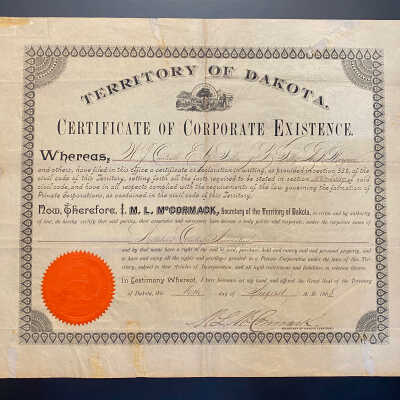 TERRITORY OF DAKOTA.
CERTIFICATE OF CORPORATE EXISTENCE.
Whereas,
and others, have filed in this office a certificate or declaration in writing, as provided in section 388, of the
civil code of this Territory, setting forth all the facts required to be stated in section of said
civil code, and have in all respects complied with the requirements of the law governing the formation of
Private Corporations, as contained in the civil code of this Territory.
Now, Therefore, I, M. L. McCORMACK, Secretary of the Territory of Dakota, in virtue and by authority
of law, do hereby certify that said parties, their associates and successors, have become a body politic and corporate, under the corporate name of
and by that name have a right to sue and be sued, purchase, hold and convey real and personal property, and
to have and enjoy all the rights and privileges granted to a Private Corporation under the laws of this Ter-
ritory, subject to their Articles of Incorporation, and all legal restrictions and liabilities in relation thereto.
In Testimony Whereof, I have hereunto set my hand and affixed the Great Seal of the Territory
of Dakota, this day of August A. D. 188
M. L. McCormack
SECRETARY OF DAKOTA TERRITORY.